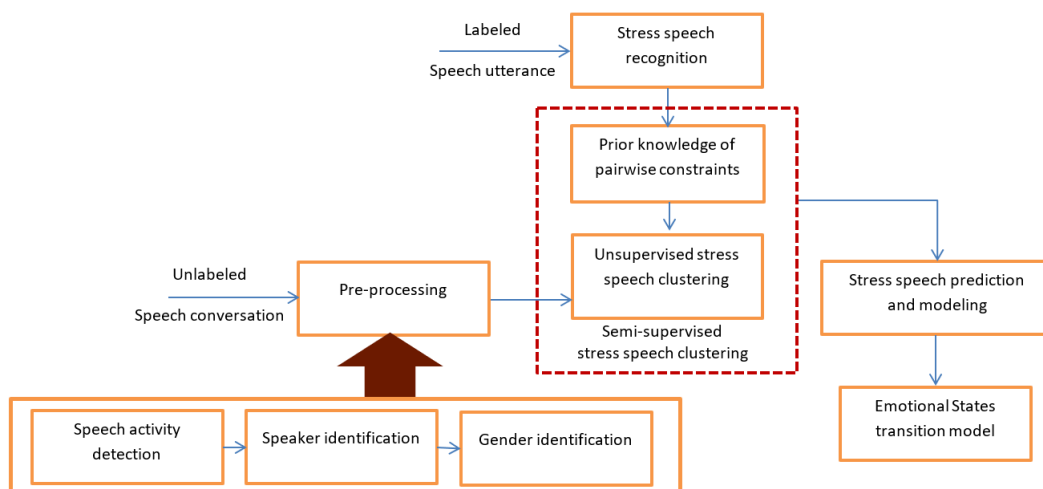 Labeled
Speech utterance
Stress speech
recognition
Prior knowledge of
pairwise constraints
Unsupervised stress
speech clustering
Semi-supervised
stress speech clustering
Unlabeled
Speech conversation
Pre-processing
Stress speech prediction
and modeling
Emotional States
transition model
Speech activity
detection
Speaker identification
Gender identification